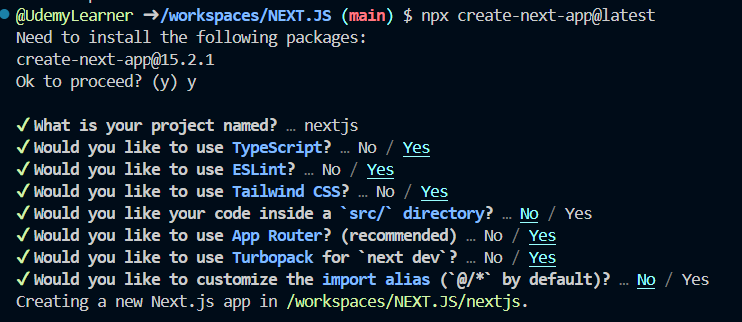 @UdemyLearner ➜/workspaces/NEXT.JS (main) $ npx create-next-app@latest
Need to install the following packages:
create-next-app@15.2.1
Ok to proceed? (y) y
✔ What is your project named? … nextjs
✔ Would you like to use TypeScript? … No / Yes
✔ Would you like to use ESLint? … No / Yes
✔ Would you like to use Tailwind CSS? … No / Yes
✔ Would you like your code inside a `src/` directory? … No / Yes
✔ Would you like to use App Router? (recommended) … No / Yes
✔ Would you like to use Turbopack for `next dev`? … No / Yes
✔ Would you like to customize the import alias (`@/*` by default)? … No / Yes
Creating a new Next.js app in /workspaces/NEXT.JS/nextjs.